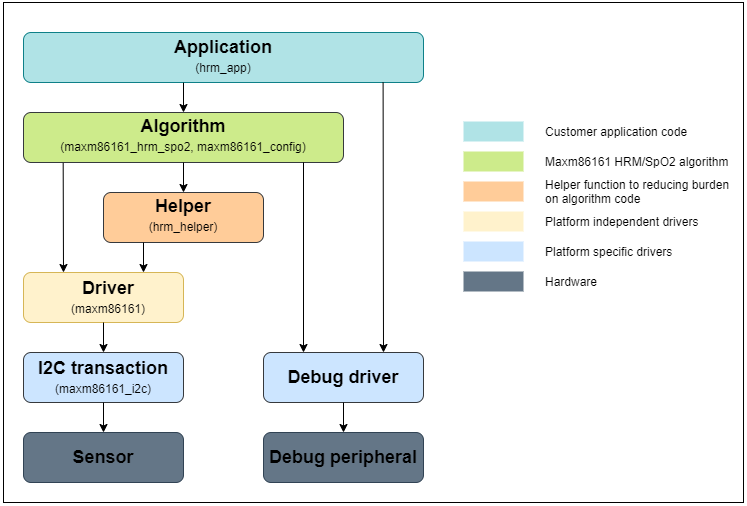 Application
(hrm_app)
Algorithm
(maxm86161_hrm_spo2, maxm86161_config)
Helper
(hrm_helper)
Driver
(maxm86161)
I2C transaction
(maxm86161_i2c)
Debug driver
Sensor
Debug peripheral
Customer application code
Maxm86161 HRM/SpO2 algorithm
Helper function to reducing burden
on algorithm code
Platform independent drivers
Platform specific drivers
Hardware